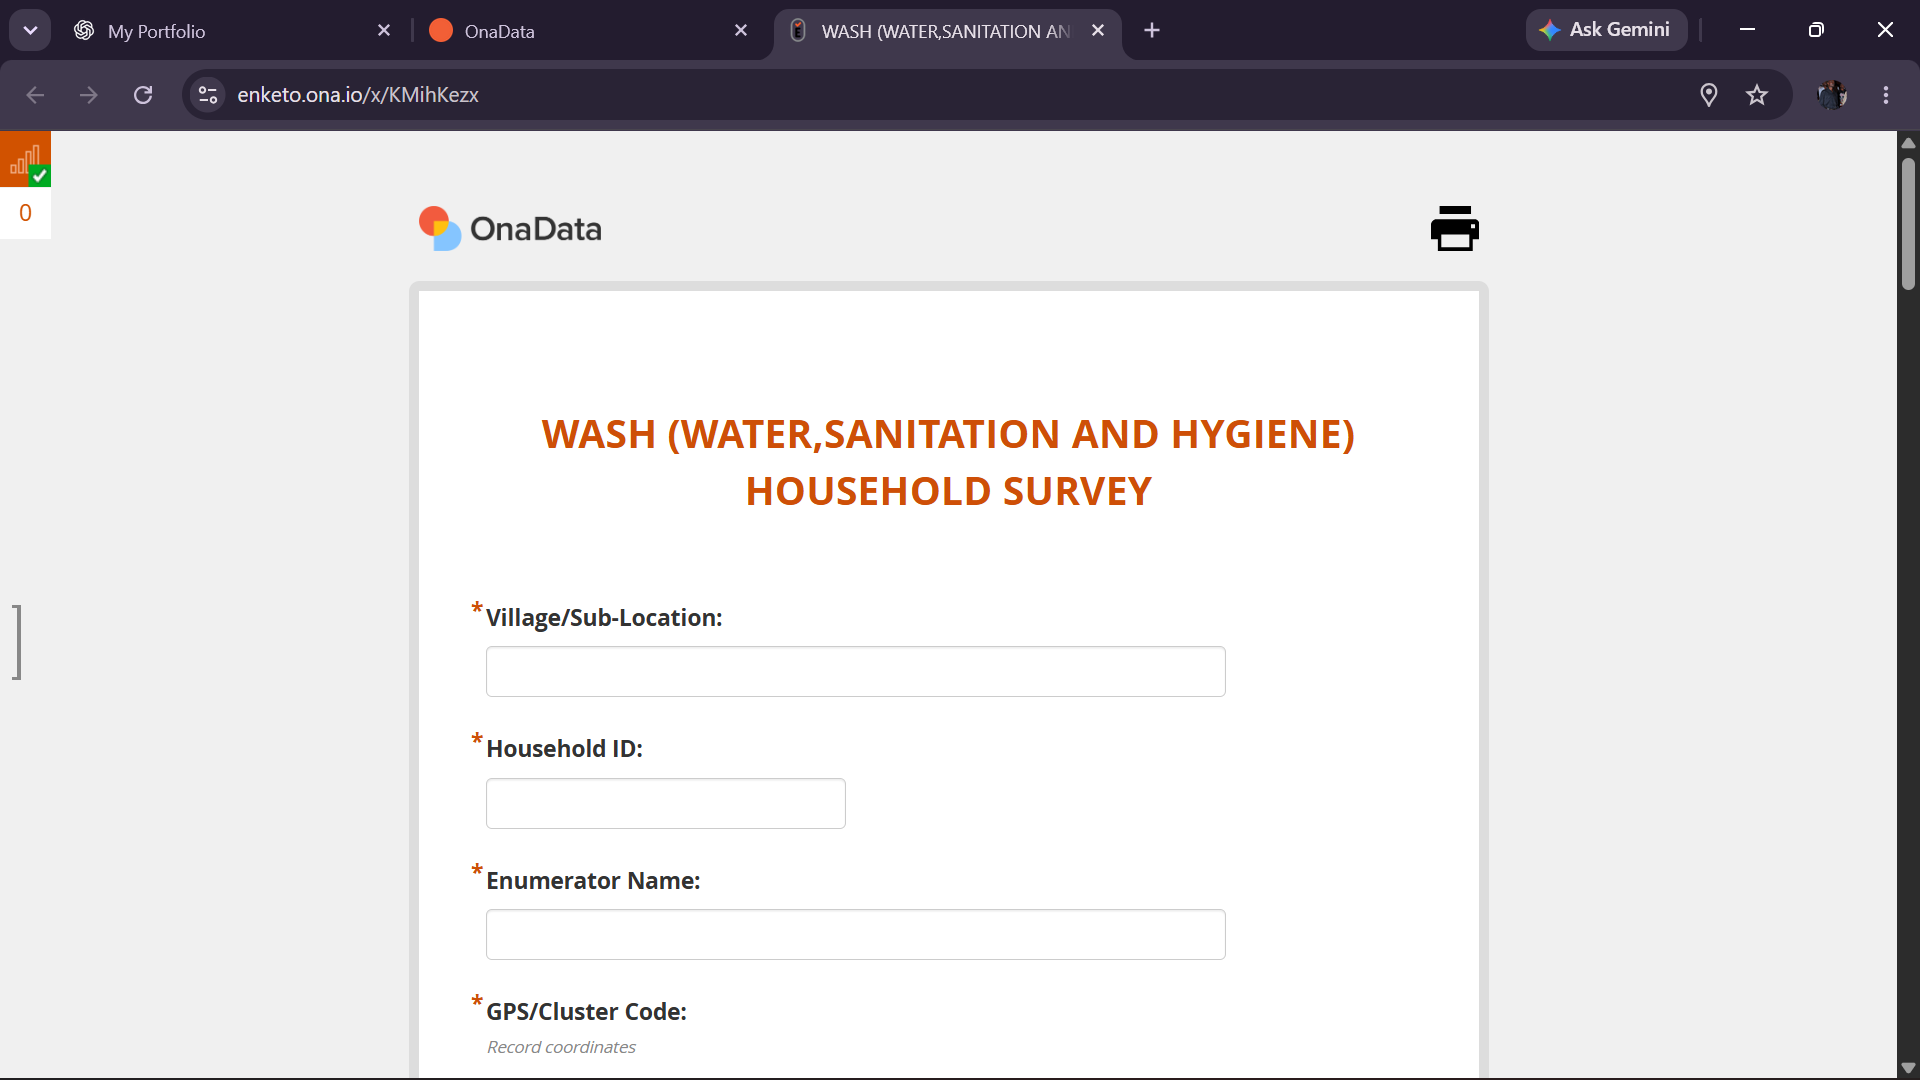 My Portfolio
OnaData
WASH (WATER,SANITATION AN
Ask Gemini
enketo.ona.io/x/KMihKezx
0
OnaData
WASH (WATER,SANITATION AND HYGIENE)
HOUSEHOLD SURVEY
* Village/Sub-Location:
* Household ID:
* Enumerator Name:
* GPS/Cluster Code:
Record coordinates